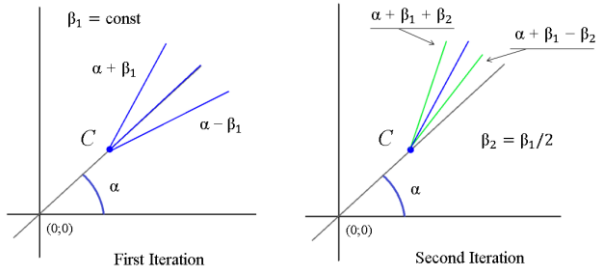 β₁ = const
α + β₁
C
α − β₁
α
(0;0)
First Iteration
α + β₁ + β₂
α + β₁ − β₂
C
β₂ = β₁/2
α
(0;0)
Second Iteration